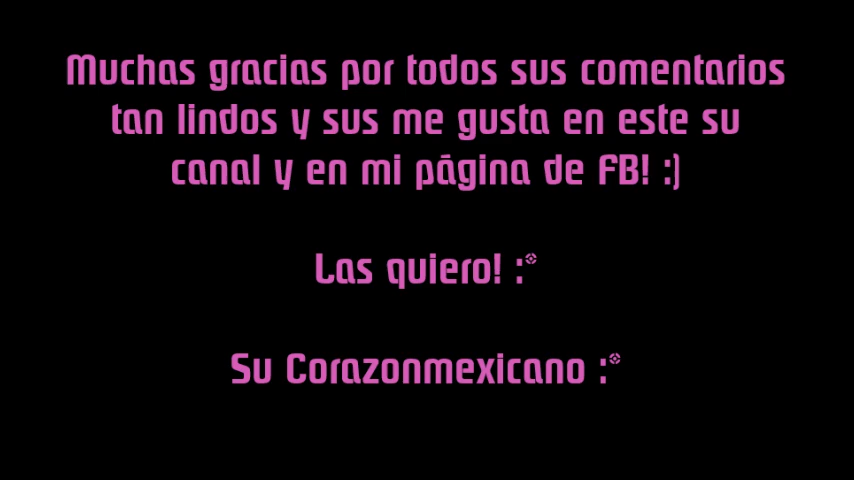 Muchas gracias por todos sus comentarios
tan lindos y sus me gusta en este su
canal y en mi página de FB! :)
Las quiero! :*
Su Corazonmexicano :*